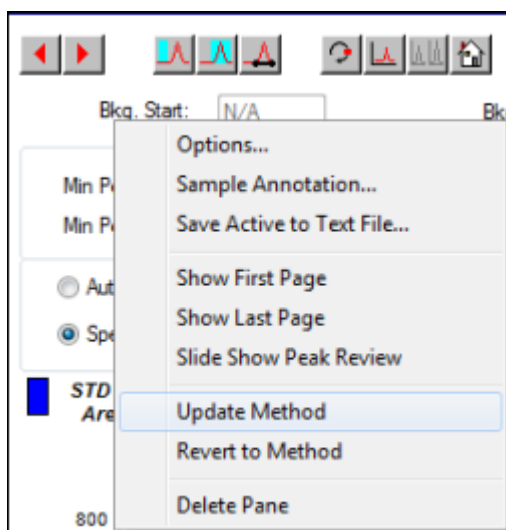 Bkg. Start: N/A Bk
Options...
Min P
Sample Annotation...
Min P
Save Active to Text File...
Aut
Show First Page
Show Last Page
Spe
Slide Show Peak Review
STD
Are
Update Method
Revert to Method
Delete Pane
800